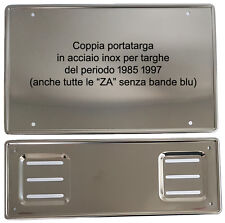 Coppia portatarga
in acciaio inox per targhe
del periodo 1985 1997
(anche tutte le "ZA" senza bande blu)